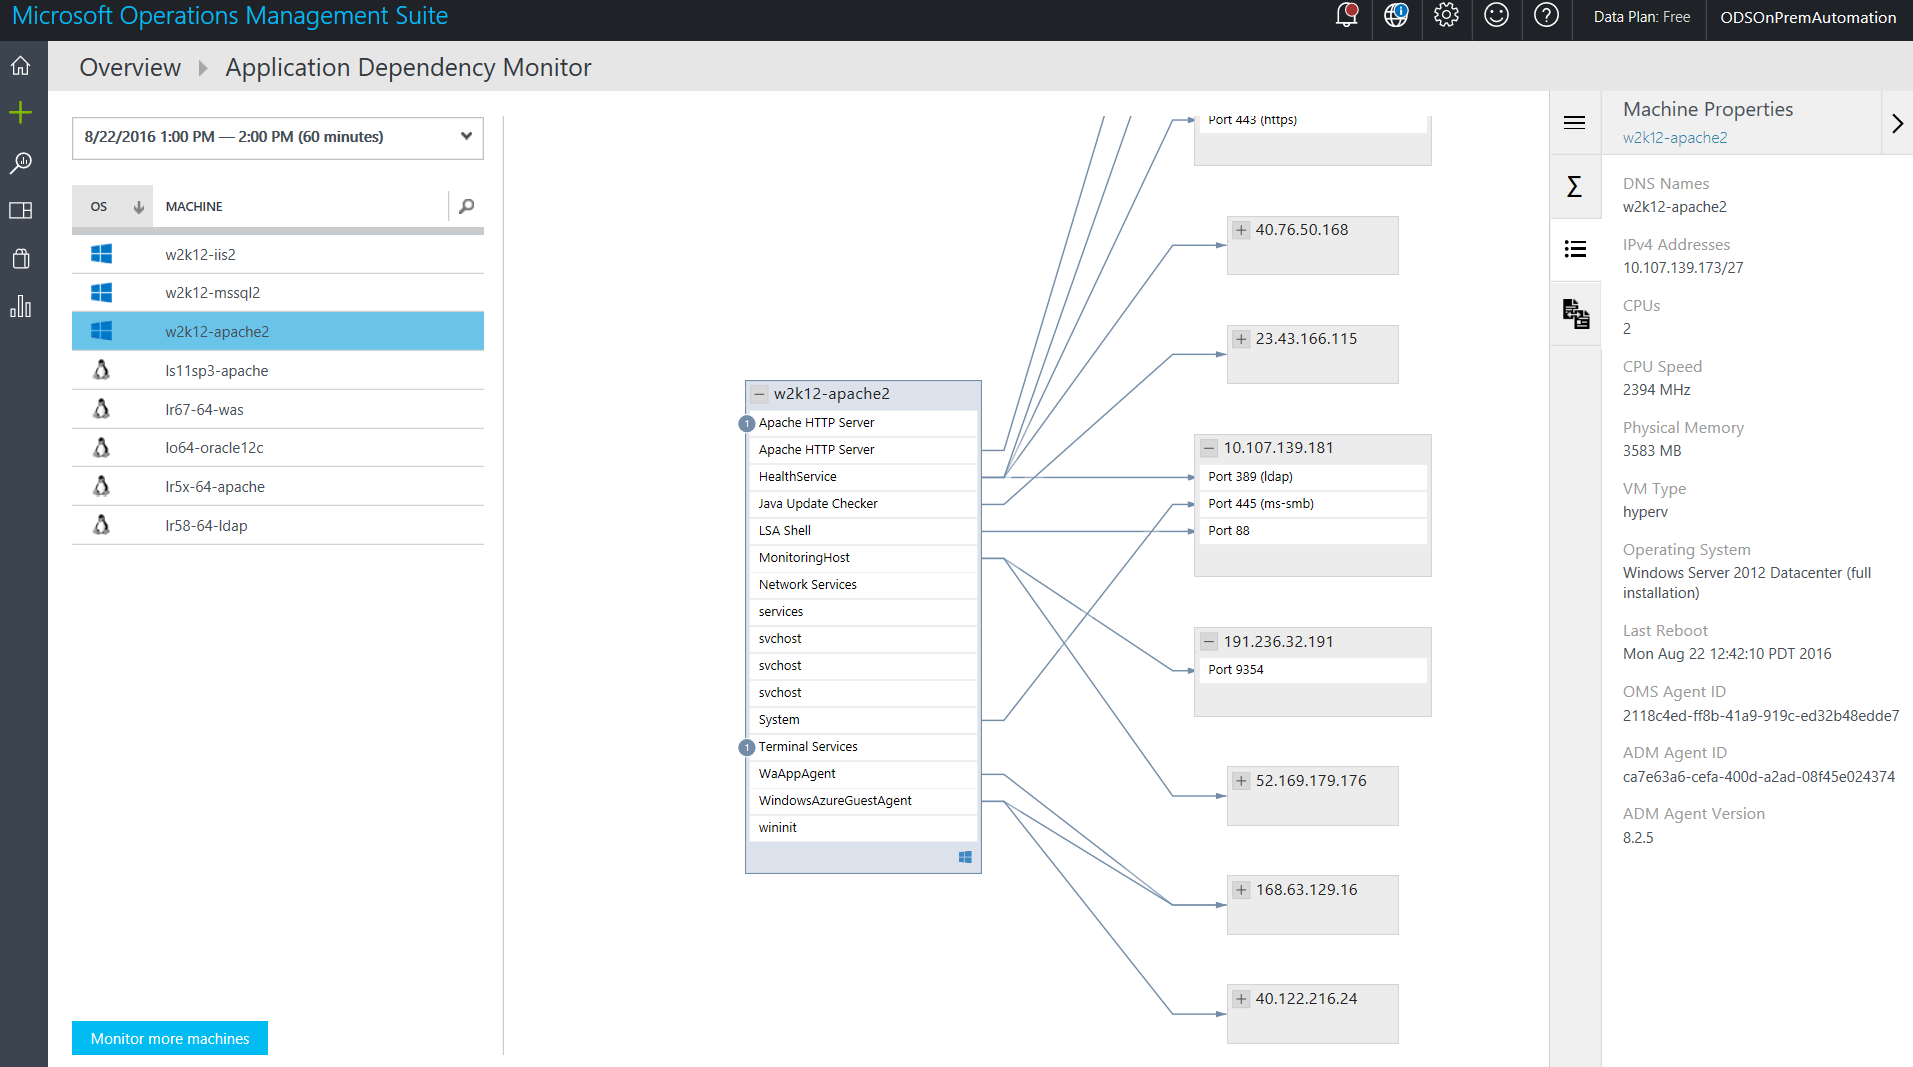 Microsoft Operations Management Suite
Data Plan: Free
ODSOnPremAutomation
Overview
Application Dependency Monitor
8/22/2016 1:00 PM — 2:00 PM (60 minutes)
OS
MACHINE
w2k12-iis2
w2k12-mssql2
w2k12-apache2
ls11sp3-apache
lr67-64-was
lo64-oracle12c
lr5x-64-apache
lr58-64-ldap
Monitor more machines
w2k12-apache2
1
Apache HTTP Server
Apache HTTP Server
HealthService
Java Update Checker
LSA Shell
MonitoringHost
Network Services
services
svchost
svchost
svchost
System
1
Terminal Services
WaAppAgent
WindowsAzureGuestAgent
wininit
Port 443 (https)
40.76.50.168
23.43.166.115
10.107.139.181
Port 389 (ldap)
Port 445 (ms-smb)
Port 88
191.236.32.191
Port 9354
52.169.179.176
168.63.129.16
40.122.216.24
Machine Properties
w2k12-apache2
DNS Names
w2k12-apache2
IPv4 Addresses
10.107.139.173/27
CPUs
2
CPU Speed
2394 MHz
Physical Memory
3583 MB
VM Type
hyperv
Operating System
Windows Server 2012 Datacenter (full
installation)
Last Reboot
Mon Aug 22 12:42:10 PDT 2016
OMS Agent ID
2118c4ed-ff8b-41a9-919c-ed32b48edde7
ADM Agent ID
ca7e63a6-cefa-400d-a2ad-08f45e024374
ADM Agent Version
8.2.5